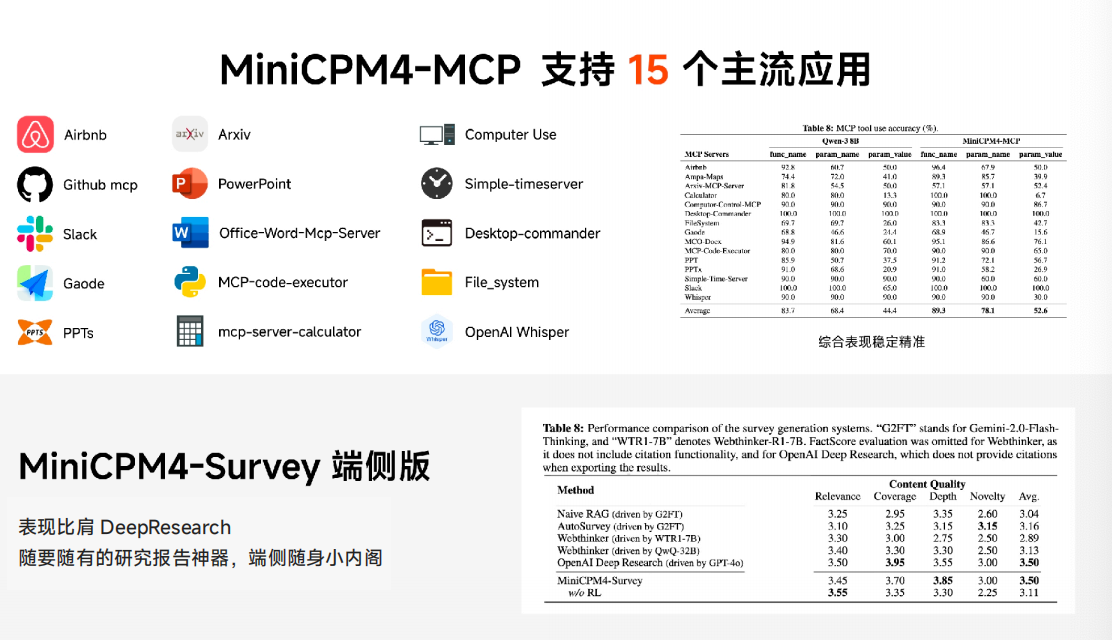 MiniCPM4-MCP 支持 15 个主流应用
Airbnb
Arxiv
Computer Use
Github mcp
PowerPoint
Simple-timeserver
Slack
Office-Word-Mcp-Server
Desktop-commander
Gaode
MCP-code-executor
File_system
PPTs
mcp-server-calculator
OpenAI Whisper
Table 8: MCP tool use accuracy (%).
Qwen-3 8B MiniCPM4-MCP
MCP Servers func_name param_name param_value func_name param_name param_value
Airbnb 92.8 60.7 50.0 96.4 67.9 50.0
Amap-Maps 74.4 72.0 41.0 89.3 85.7 39.9
Arxiv-MCP-Server 81.8 54.5 50.0 57.1 57.1 52.4
Calculator 80.0 80.0 13.3 100.0 100.0 6.7
Computor-Control-MCP 90.0 90.0 90.0 90.0 90.0 86.7
Desktop-Commander 100.0 100.0 100.0 100.0 100.0 100.0
FileSystem 69.7 69.7 26.0 83.3 83.3 42.7
Gaode 68.8 46.6 24.4 68.9 46.7 15.6
MCO-Docx 94.9 81.6 60.1 95.1 86.6 76.1
MCP-Code-Executor 80.0 80.0 70.0 90.0 90.0 65.0
PPT 85.9 50.7 37.5 91.2 72.1 56.7
PPTx 91.0 68.6 20.9 91.0 58.2 26.9
Simple-Time-Server 90.0 90.0 90.0 90.0 60.0 60.0
Slack 100.0 100.0 65.0 100.0 100.0 100.0
Whisper 90.0 90.0 90.0 90.0 90.0 30.0
Average 83.7 68.4 44.4 89.3 78.1 52.6
综合表现稳定精准
MiniCPM4-Survey 端侧版
表现比肩 DeepResearch
随要随有的研究报告神器，端侧随身小内阁
Table 8: Performance comparison of the survey generation systems. “G2FT” stands for Gemini-2.0-Flash-
Thinking, and “WTR1-7B” denotes Webthinker-R1-7B. FactScore evaluation was omitted for Webthinker, as
it does not include citation functionality, and for OpenAI Deep Research, which does not provide citations
when exporting the results.
Method Content Quality
Relevance Coverage Depth Novelty Avg.
Naive RAG (driven by G2FT) 3.25 2.95 3.35 2.60 3.04
AutoSurvey (driven by G2FT) 3.10 3.25 3.15 3.15 3.16
Webthinker (driven by WTR1-7B) 3.30 3.00 2.75 2.50 2.89
Webthinker (driven by QwQ-32B) 3.40 3.30 3.30 2.50 3.13
OpenAI Deep Research (driven by GPT-4o) 3.50 3.95 3.55 3.00 3.50
MiniCPM4-Survey 3.45 3.70 3.85 3.00 3.50
w/o RL 3.55 3.35 3.30 2.25 3.11